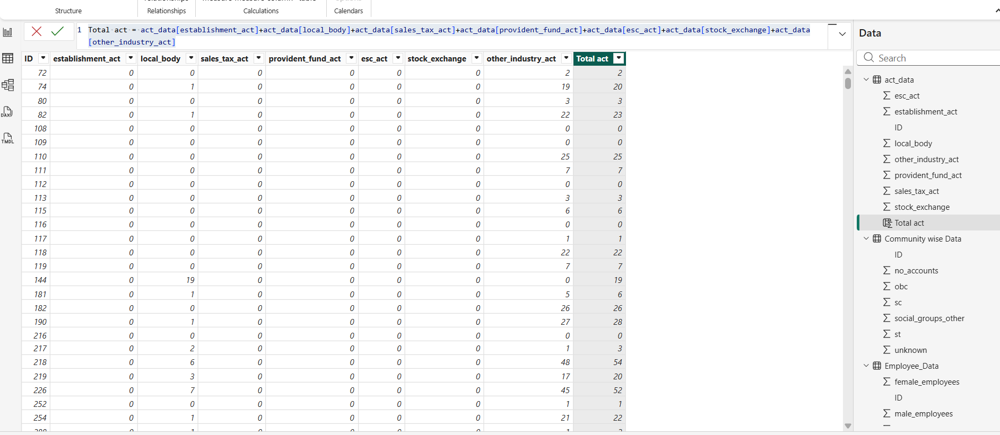 Structure
Relationships
Calculations
Calendars
1 Total act = act_data[establishment_act]+act_data[local_body]+act_data[sales_tax_act]+act_data[provident_fund_act]+act_data[esc_act]+act_data[stock_exchange]+act_data
[other_industry_act]
ID establishment_act local_body sales_tax_act provident_fund_act esc_act stock_exchange other_industry_act Total act
72 0 0 0 0 0 0 2 2
74 0 1 0 0 0 0 19 20
80 0 0 0 0 0 0 3 3
82 0 1 0 0 0 0 22 23
108 0 0 0 0 0 0 0 0
109 0 0 0 0 0 0 0 0
110 0 0 0 0 0 0 25 25
111 0 0 0 0 0 0 7 7
112 0 0 0 0 0 0 0 0
113 0 0 0 0 0 0 3 3
115 0 0 0 0 0 0 6 6
116 0 0 0 0 0 0 0 0
117 0 0 0 0 0 0 1 1
118 0 0 0 0 0 0 22 22
119 0 0 0 0 0 0 7 7
144 0 19 0 0 0 0 0 19
181 0 1 0 0 0 0 5 6
182 0 0 0 0 0 0 26 26
190 0 1 0 0 0 0 27 28
216 0 0 0 0 0 0 0 0
217 0 2 0 0 0 0 1 3
218 0 6 0 0 0 0 48 54
219 0 3 0 0 0 0 17 20
226 0 7 0 0 0 0 45 52
252 0 0 0 0 0 0 1 1
254 0 1 0 0 0 0 21 22
DAX
TMDL
Data
Search
act_data
esc_act
establishment_act
ID
local_body
other_industry_act
provident_fund_act
sales_tax_act
stock_exchange
Total act
Community wise Data
ID
no_accounts
obc
sc
social_groups_other
st
unknown
Employee_Data
female_employees
ID
male_employees